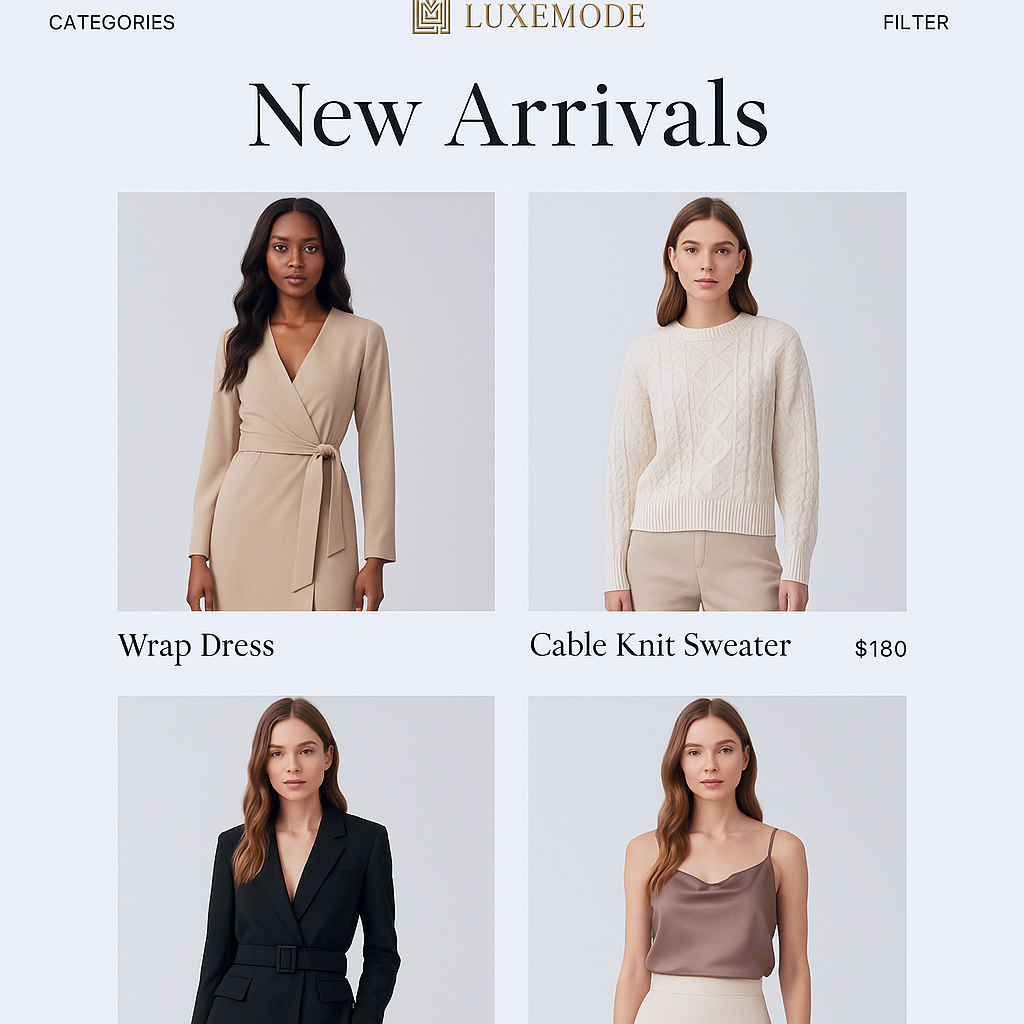 CATEGORIES
LUXEMODE
FILTER
New Arrivals
Wrap Dress
Cable Knit Sweater $180